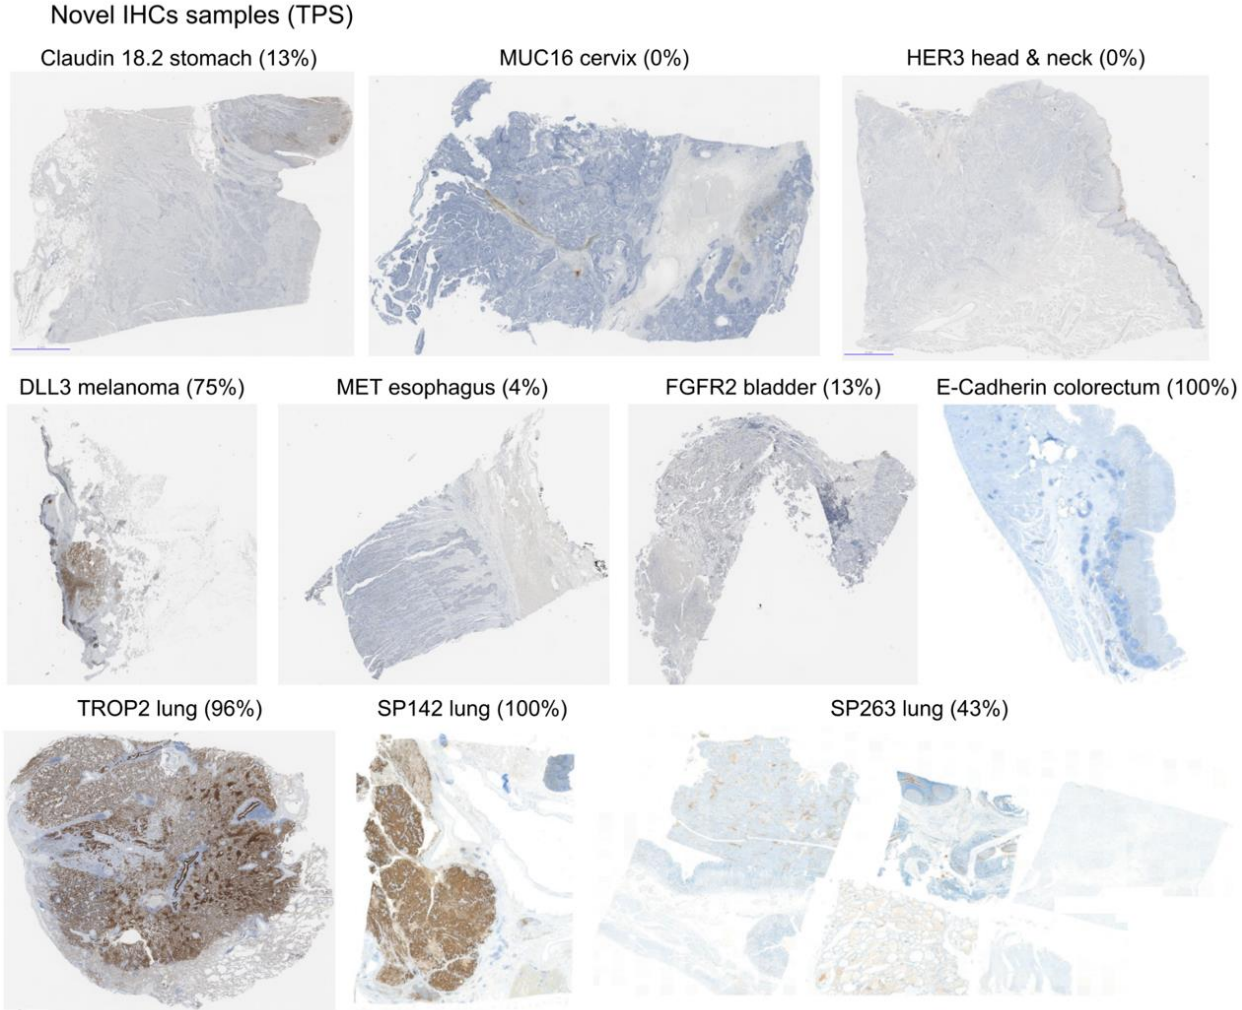 Novel IHCs samples (TPS)
Claudin 18.2 stomach (13%)
MUC16 cervix (0%)
HER3 head & neck (0%)
DLL3 melanoma (75%)
MET esophagus (4%)
FGFR2 bladder (13%)
E-Cadherin colorectum (100%)
TROP2 lung (96%)
SP142 lung (100%)
SP263 lung (43%)